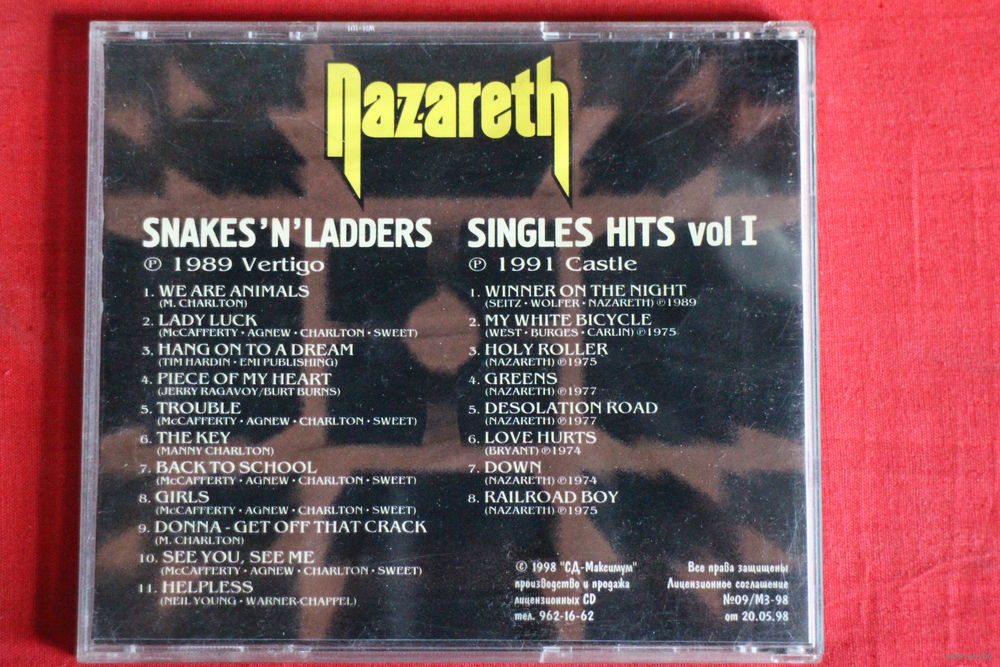 Nazareth
SNAKES'N'LADDERS
℗ 1989 Vertigo
1. WE ARE ANIMALS
(M. CHARLTON)
2. LADY LUCK
(McCAFFERTY · AGNEW · CHARLTON · SWEET)
3. HANG ON TO A DREAM
(TIM HARDIN · EMI PUBLISHING)
4. PIECE OF MY HEART
(JERRY RAGAVOY/BURT BURNS)
5. TROUBLE
(McCAFFERTY · AGNEW · CHARLTON · SWEET)
6. THE KEY
(MANNY CHARLTON)
7. BACK TO SCHOOL
(McCAFFERTY · AGNEW · CHARLTON · SWEET)
8. GIRLS
(McCAFFERTY · AGNEW · CHARLTON · SWEET)
9. DONNA - GET OFF THAT CRACK
(M. CHARLTON)
10. SEE YOU, SEE ME
(McCAFFERTY · AGNEW · CHARLTON · SWEET)
11. HELPLESS
(NEIL YOUNG · WARNER-CHAPPEL)
SINGLES HITS vol I
℗ 1991 Castle
1. WINNER ON THE NIGHT
(SEITZ · WOLFER · NAZARETH) ℗1989
2. MY WHITE BICYCLE
(WEST · BURGES · CARLIN) ℗1975
3. HOLY ROLLER
(NAZARETH) ℗1975
4. GREENS
(NAZARETH) ℗1977
5. DESOLATION ROAD
(NAZARETH) ℗1977
6. LOVE HURTS
(BRYANT) ℗1974
7. DOWN
(NAZARETH) ℗1974
8. RAILROAD BOY
(NAZARETH) ℗1975
© 1998 "СД-Максимум"
производство и продажа
лицензионных CD
тел. 962-16-62
Все права защищены
Лицензионное соглашение
№09/МЗ-98
от 20.05.98